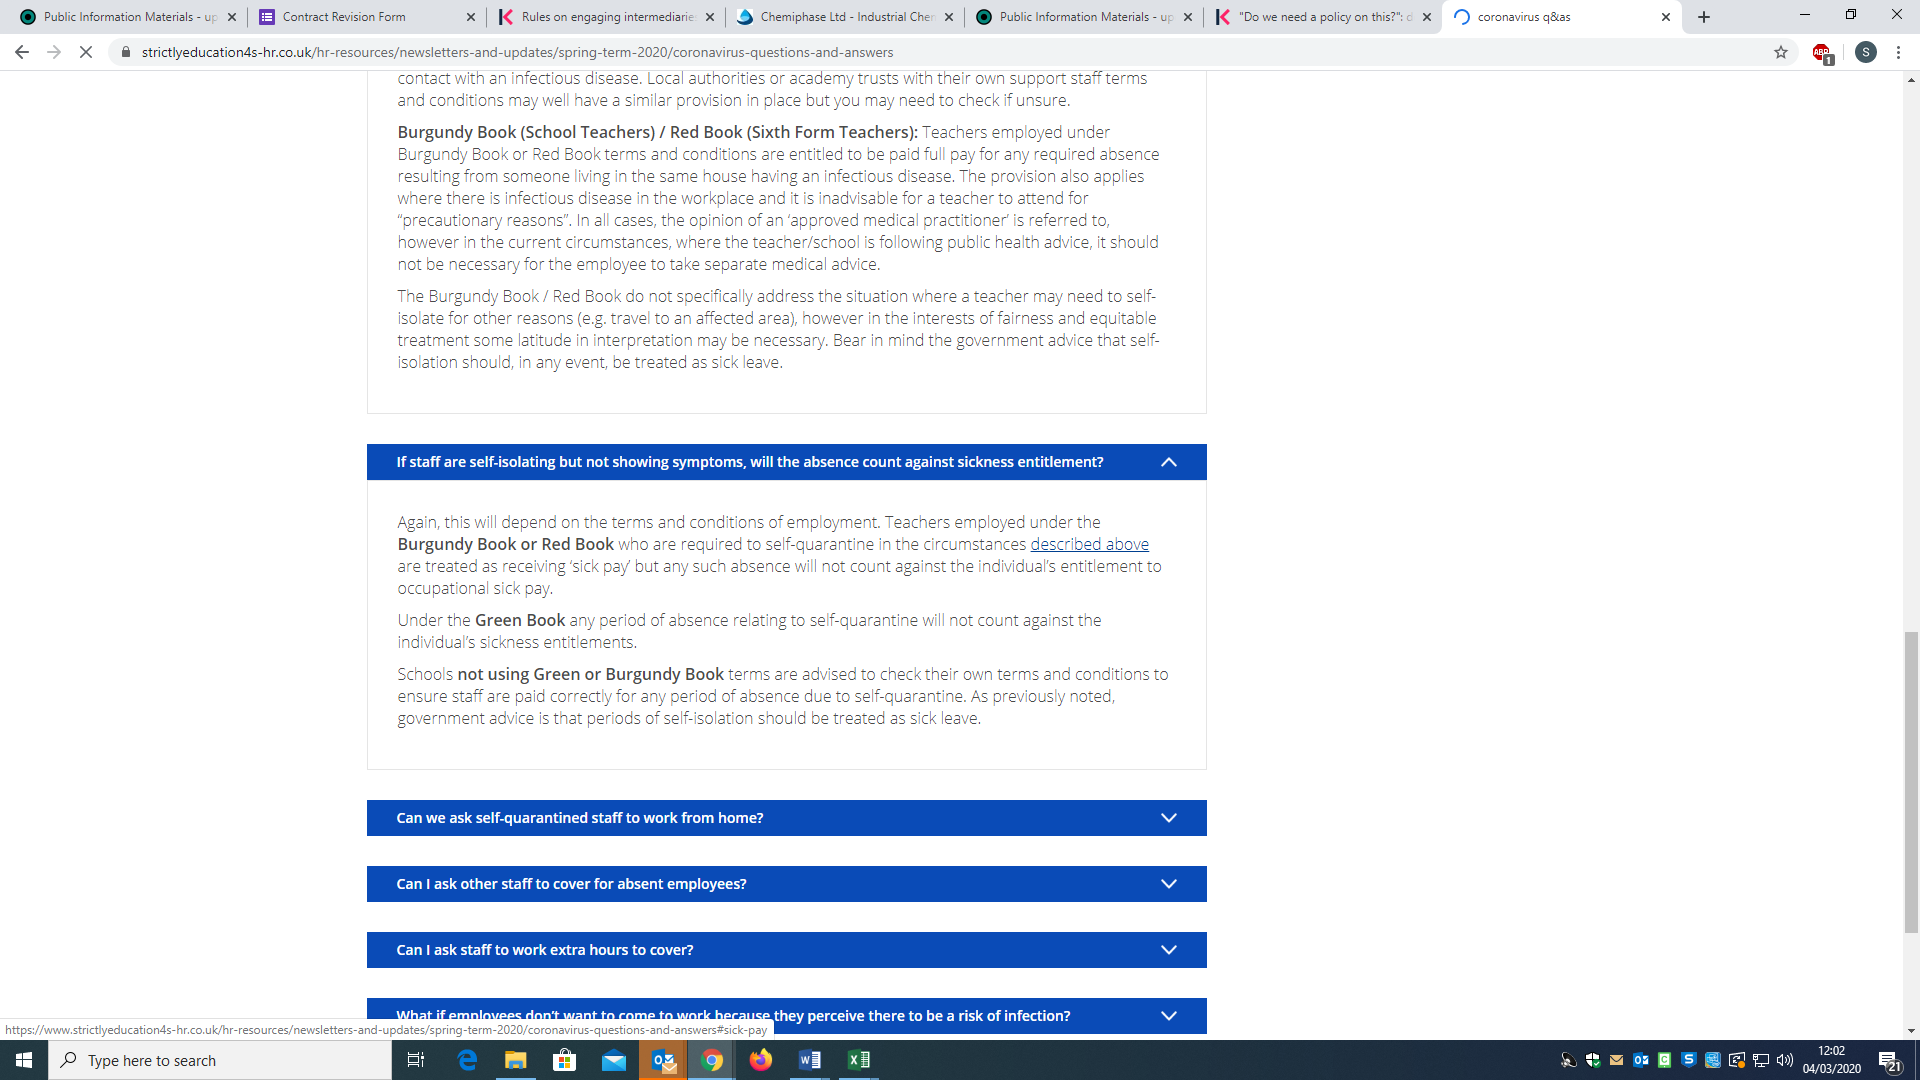 Public Information Materials - up
Contract Revision Form
Rules on engaging intermediaries
Chemiphase Ltd - Industrial Chem
Public Information Materials - up
"Do we need a policy on this?": d
coronavirus q&as
strictlyeducation4s-hr.co.uk/hr-resources/newsletters-and-updates/spring-term-2020/coronavirus-questions-and-answers
ABP
1
S
contact with an infectious disease. Local authorities or academy trusts with their own support staff terms
and conditions may well have a similar provision in place but you may need to check if unsure.
Burgundy Book (School Teachers) / Red Book (Sixth Form Teachers): Teachers employed under
Burgundy Book or Red Book terms and conditions are entitled to be paid full pay for any required absence
resulting from someone living in the same house having an infectious disease. The provision also applies
where there is infectious disease in the workplace and it is inadvisable for a teacher to attend for
“precautionary reasons”. In all cases, the opinion of an ‘approved medical practitioner’ is referred to,
however in the current circumstances, where the teacher/school is following public health advice, it should
not be necessary for the employee to take separate medical advice.
The Burgundy Book / Red Book do not specifically address the situation where a teacher may need to self-
isolate for other reasons (e.g. travel to an affected area), however in the interests of fairness and equitable
treatment some latitude in interpretation may be necessary. Bear in mind the government advice that self-
isolation should, in any event, be treated as sick leave.
If staff are self-isolating but not showing symptoms, will the absence count against sickness entitlement?
Again, this will depend on the terms and conditions of employment. Teachers employed under the
Burgundy Book or Red Book who are required to self-quarantine in the circumstances described above
are treated as receiving ‘sick pay’ but any such absence will not count against the individual’s entitlement to
occupational sick pay.
Under the Green Book any period of absence relating to self-quarantine will not count against the
individual’s sickness entitlements.
Schools not using Green or Burgundy Book terms are advised to check their own terms and conditions to
ensure staff are paid correctly for any period of absence due to self-quarantine. As previously noted,
government advice is that periods of self-isolation should be treated as sick leave.
Can we ask self-quarantined staff to work from home?
Can I ask other staff to cover for absent employees?
Can I ask staff to work extra hours to cover?
What if employees don’t want to come to work because they perceive there to be a risk of infection?
https://www.strictlyeducation4s-hr.co.uk/hr-resources/newsletters-and-updates/spring-term-2020/coronavirus-questions-and-answers#sick-pay
Type here to search
12:02
04/03/2020
21